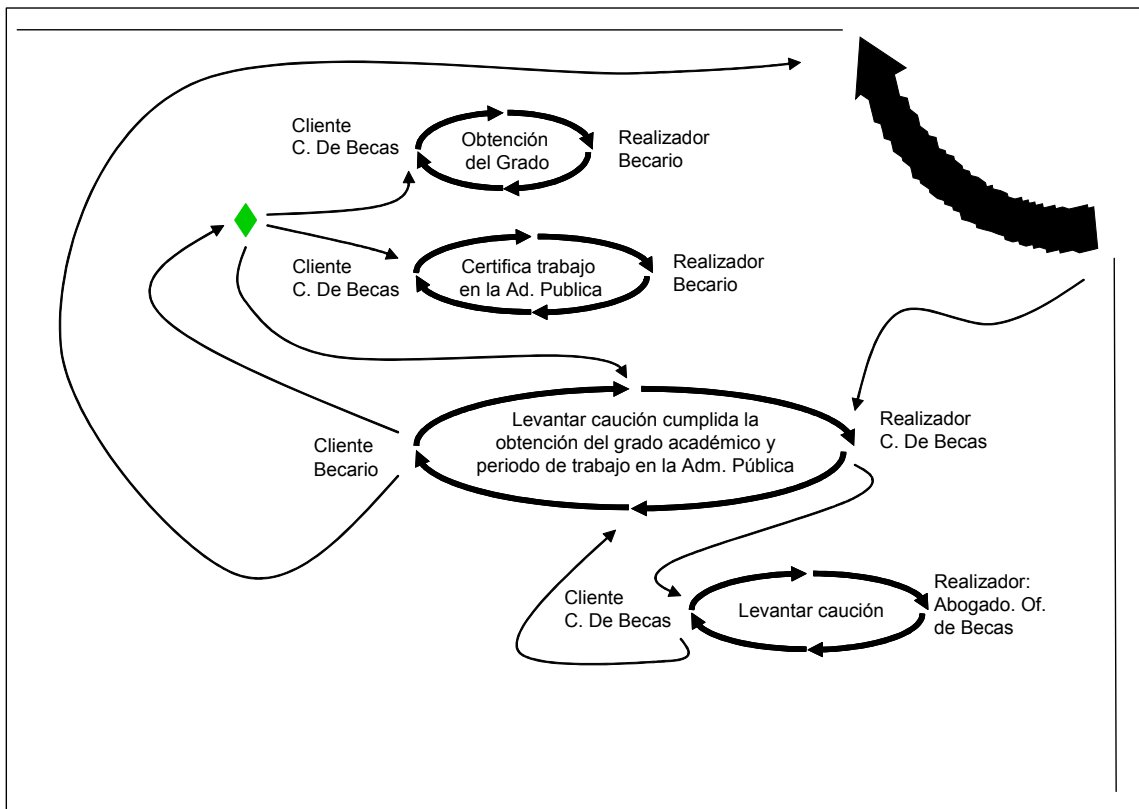 Cliente
C. De Becas
Obtención
del Grado
Realizador
Becario
Cliente
C. De Becas
Certifica trabajo
en la Ad. Publica
Realizador
Becario
Cliente
Becario
Levantar caución cumplida la
obtención del grado académico y
periodo de trabajo en la Adm. Pública
Realizador
C. De Becas
Cliente
C. De Becas
Levantar caución
Realizador:
Abogado. Of.
de Becas